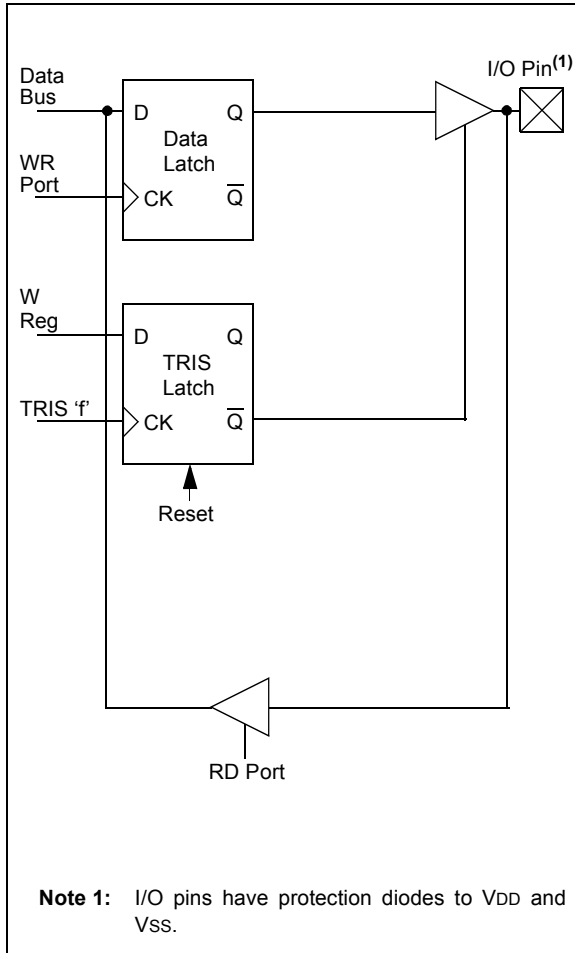 Data
Bus
I/O Pin(1)
D
Q
Data
Latch
WR
Port
CK
Q̅
W
Reg
D
Q
TRIS
Latch
TRIS ‘f’
CK
Q̅
Reset
RD Port
Note 1: I/O pins have protection diodes to VDD and
VSS.